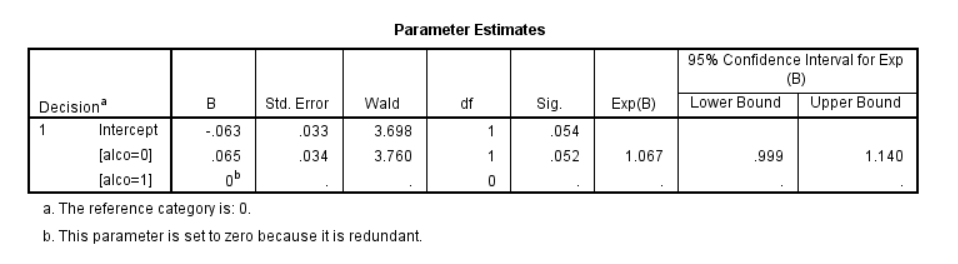 Parameter Estimates
95% Confidence Interval for Exp
(B)
Decisiona B Std. Error Wald df Sig. Exp(B) Lower Bound Upper Bound
1 Intercept -.063 .033 3.698 1 .054
[alco=0] .065 .034 3.760 1 .052 1.067 .999 1.140
[alco=1] 0b . . 0 . . . .
a. The reference category is: 0.
b. This parameter is set to zero because it is redundant.